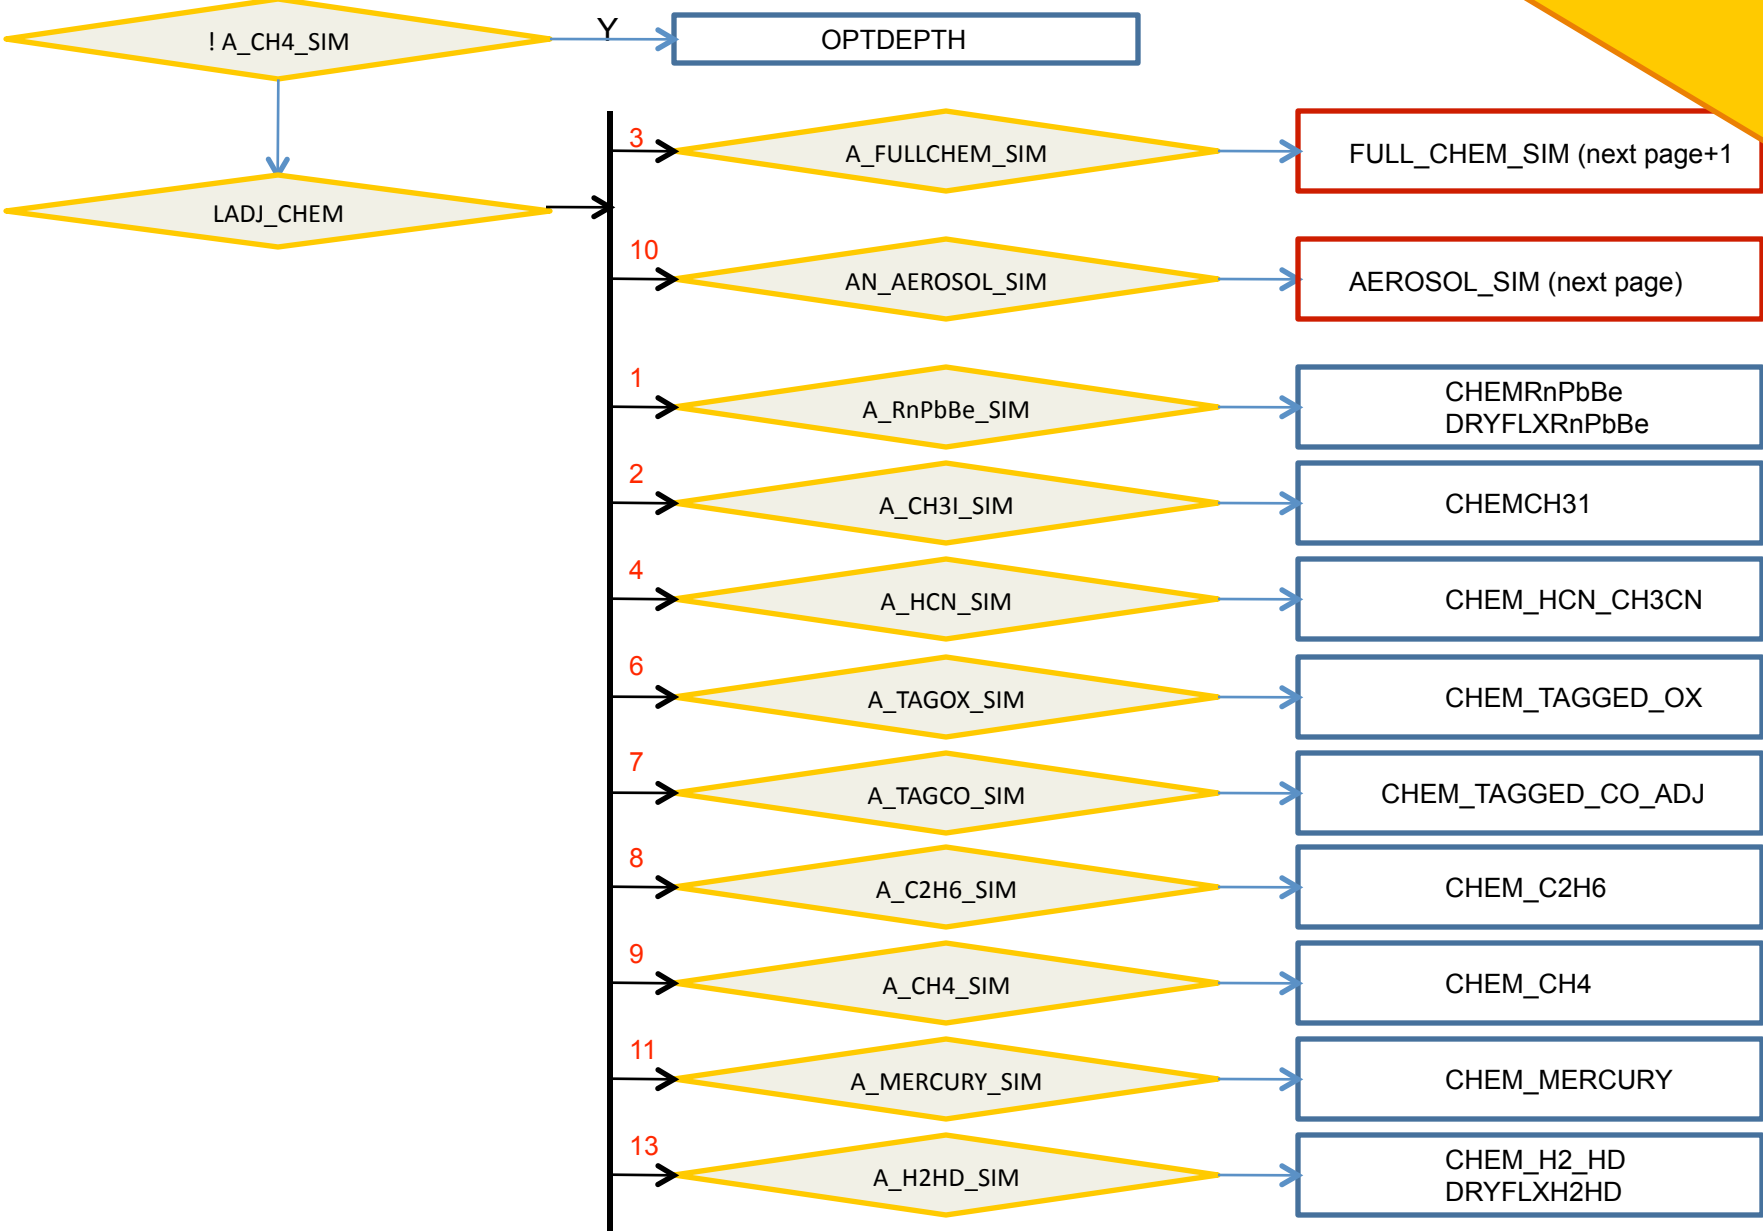 ! A_CH4_SIM
Y
OPTDEPTH
LADJ_CHEM
3
A_FULLCHEM_SIM
FULL_CHEM_SIM (next page+1
10
AN_AEROSOL_SIM
AEROSOL_SIM (next page)
1
A_RnPbBe_SIM
CHEMRnPbBe
DRYFLXRnPbBe
2
A_CH3I_SIM
CHEMCH31
4
A_HCN_SIM
CHEM_HCN_CH3CN
6
A_TAGOX_SIM
CHEM_TAGGED_OX
7
A_TAGCO_SIM
CHEM_TAGGED_CO_ADJ
8
A_C2H6_SIM
CHEM_C2H6
9
A_CH4_SIM
CHEM_CH4
11
A_MERCURY_SIM
CHEM_MERCURY
13
A_H2HD_SIM
CHEM_H2_HD
DRYFLXH2HD